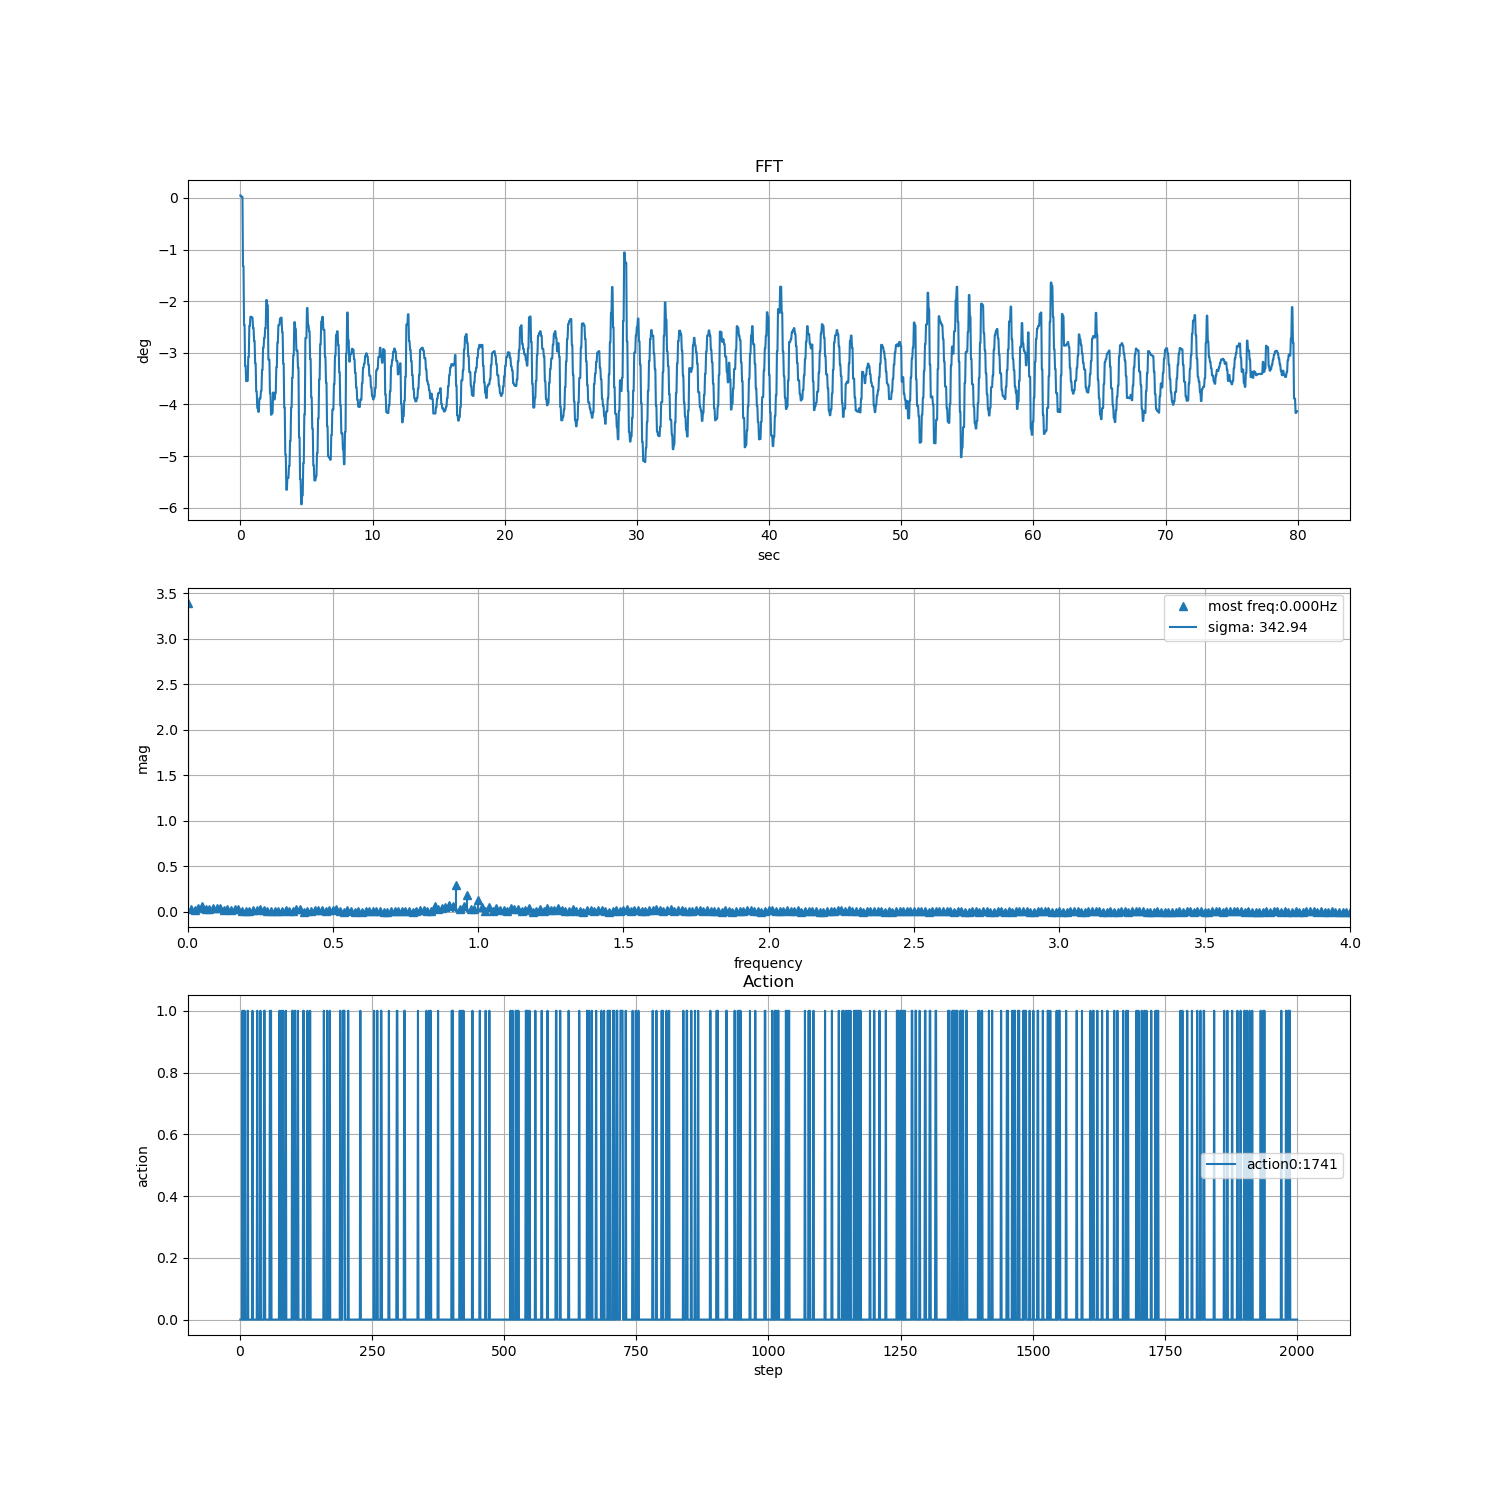 FFT
0
−1
−2
−3
−4
−5
−6
deg
0 10 20 30 40 50 60 70 80
sec
3.5
3.0
2.5
2.0
1.5
1.0
0.5
0.0
mag
most freq:0.000Hz
sigma: 342.94
0.0 0.5 1.0 1.5 2.0 2.5 3.0 3.5 4.0
frequency
Action
1.0
0.8
0.6
0.4
0.2
0.0
action
action0:1741
0 250 500 750 1000 1250 1500 1750 2000
step